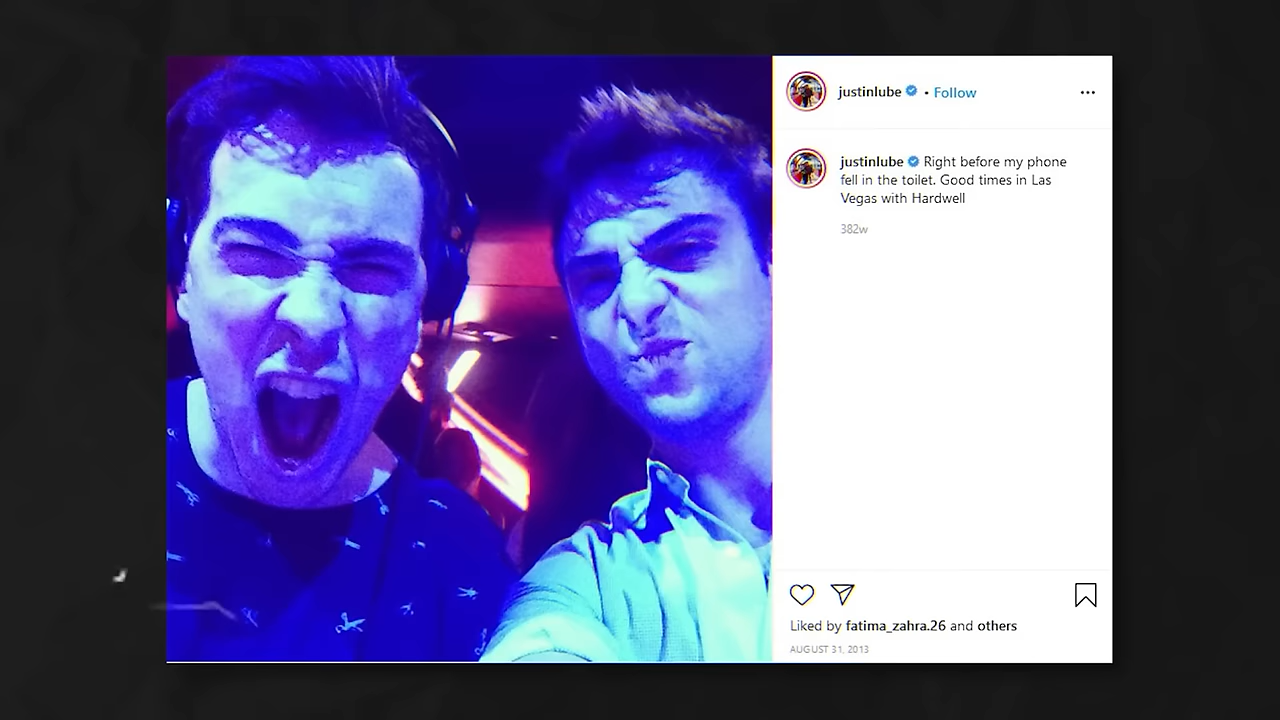 justinlube • Follow
justinlube Right before my phone
fell in the toilet. Good times in Las
Vegas with Hardwell
382w
Liked by fatima_zahra.26 and others
AUGUST 31, 2013